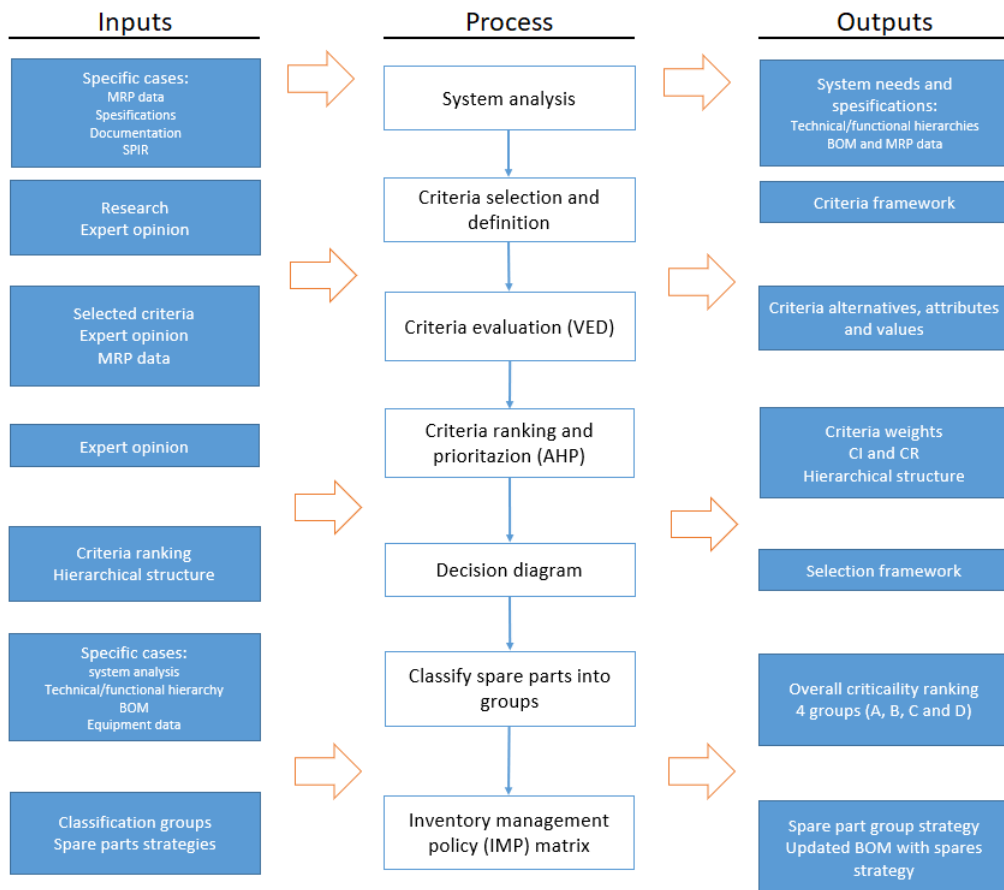 Inputs
Process
Outputs
Specific cases:
MRP data
Spesifications
Documentation
SPIR
System analysis
System needs and
spesifications:
Technical/functional hierarchies
BOM and MRP data
Research
Expert opinion
Criteria selection and
definition
Criteria framework
Selected criteria
Expert opinion
MRP data
Criteria evaluation (VED)
Criteria alternatives, attributes
and values
Expert opinion
Criteria ranking and
prioritazion (AHP)
Criteria weights
CI and CR
Hierarchical structure
Criteria ranking
Hierarchical structure
Decision diagram
Selection framework
Specific cases:
system analysis
Technical/functional hierarchy
BOM
Equipment data
Classify spare parts into
groups
Overall criticaility ranking
4 groups (A, B, C and D)
Classification groups
Spare parts strategies
Inventory management
policy (IMP) matrix
Spare part group strategy
Updated BOM with spares
strategy